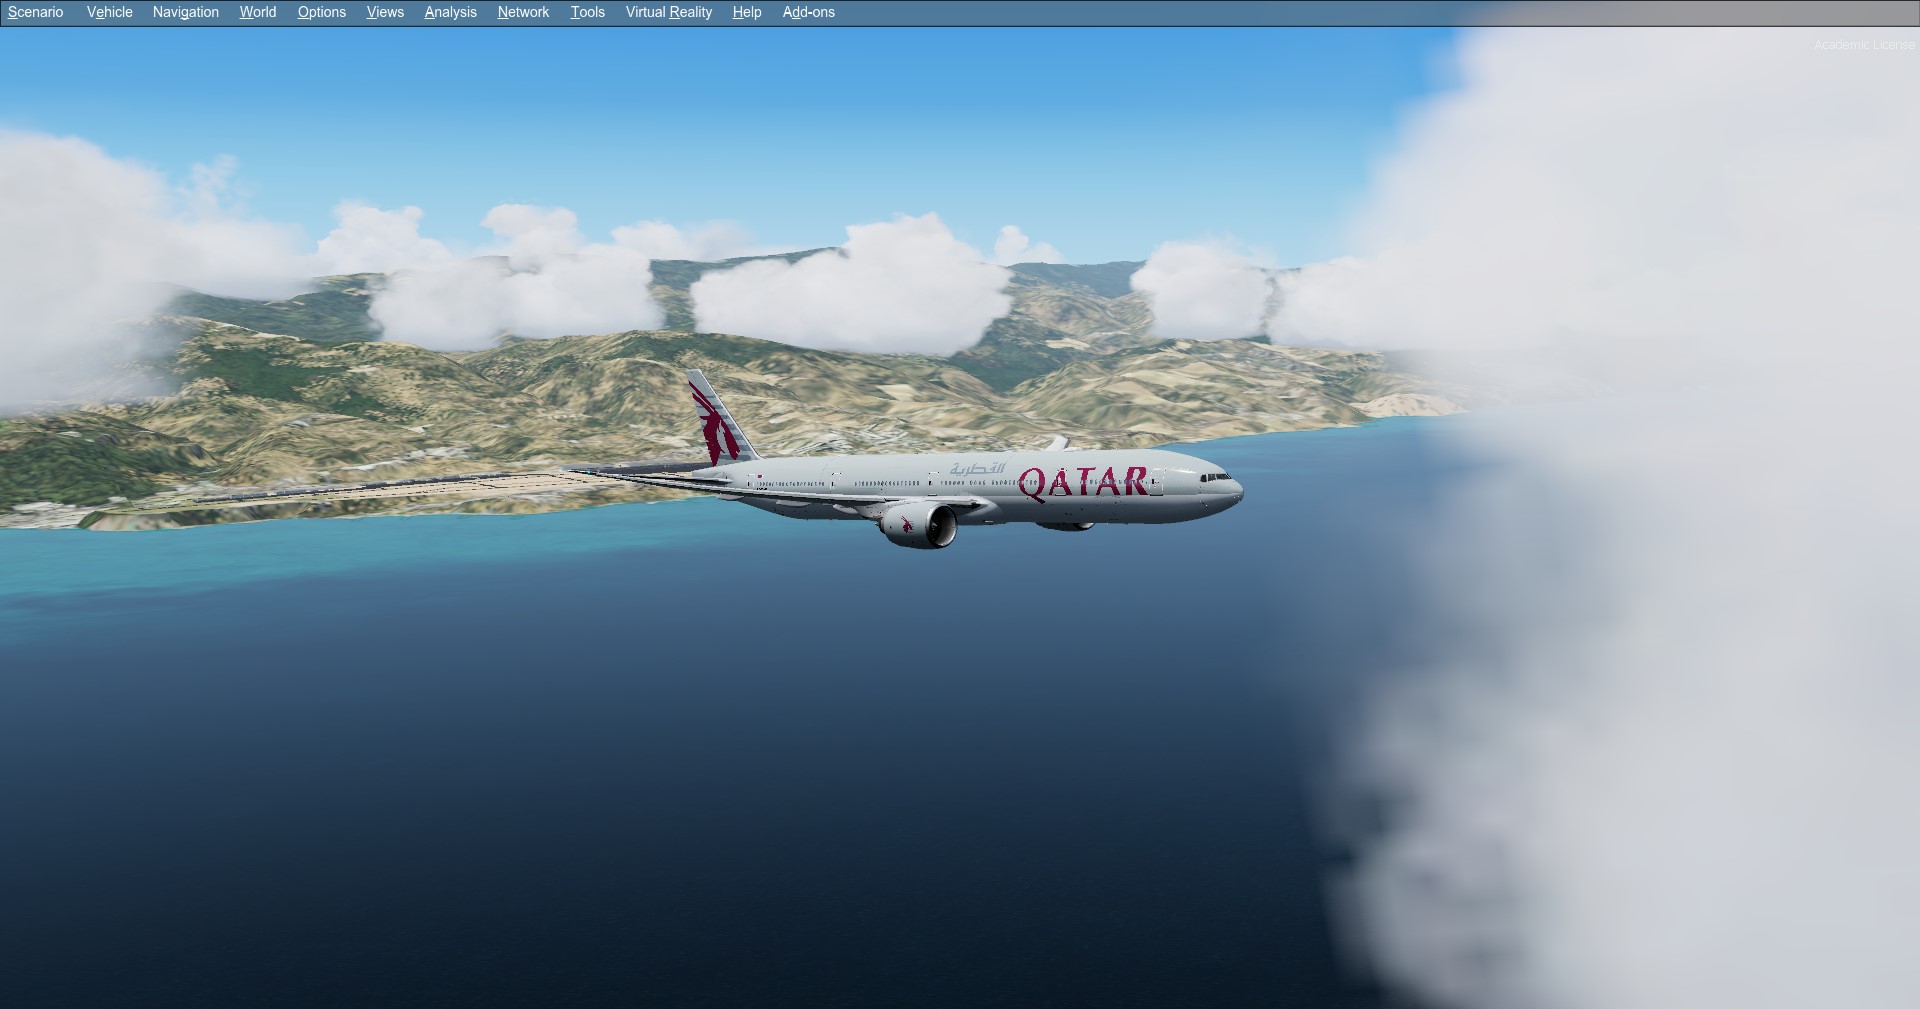 Scenario Vehicle Navigation World Options Views Analysis Network Tools Virtual Reality Help Add-ons
Academic License
القطرية
QATAR